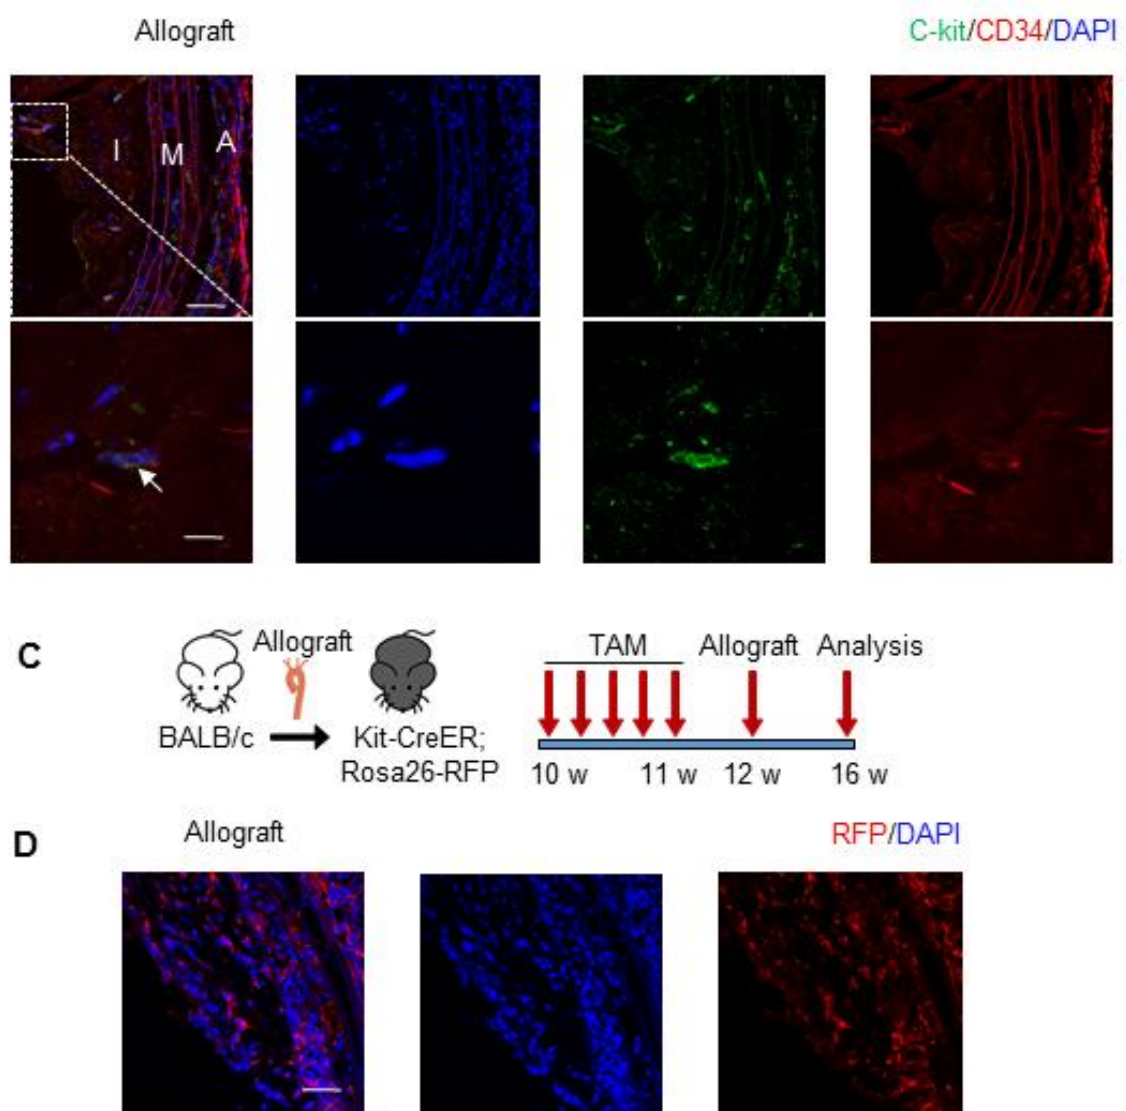 Allograft
C-kit/CD34/DAPI
I
M
A
C
Allograft
BALB/c
Kit-CreER;
Rosa26-RFP
TAM
Allograft
Analysis
10 w
11 w
12 w
16 w
D
Allograft
RFP/DAPI